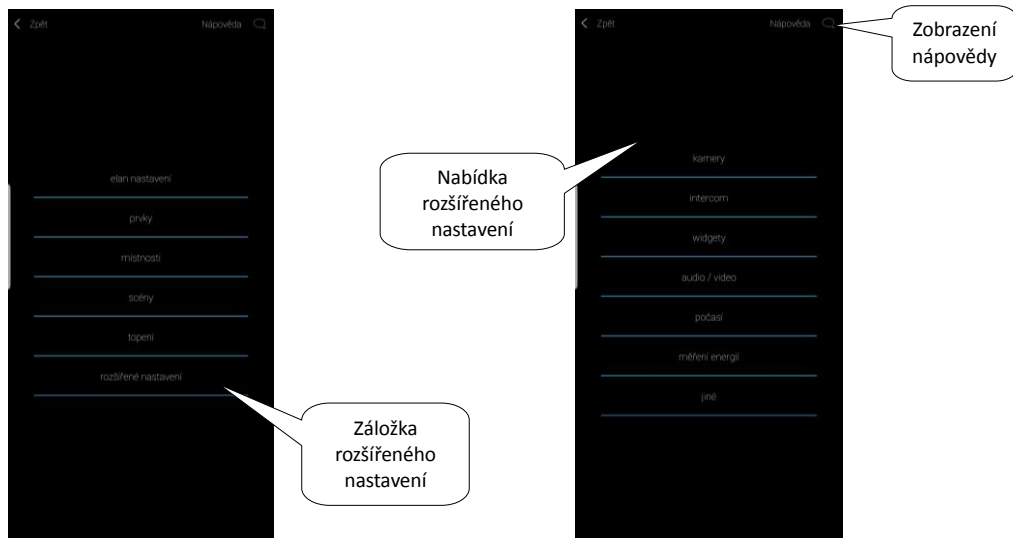 Zpět
Nápověda
elan nastavení
prvky
místnosti
scény
topení
rozšířené nastavení
Záložka
rozšířeného
nastavení
Zpět
Nápověda
Zobrazení
nápovědy
Nabídka
rozšířeného
nastavení
kamery
intercom
widgety
audio / video
počasí
měření energií
jiné